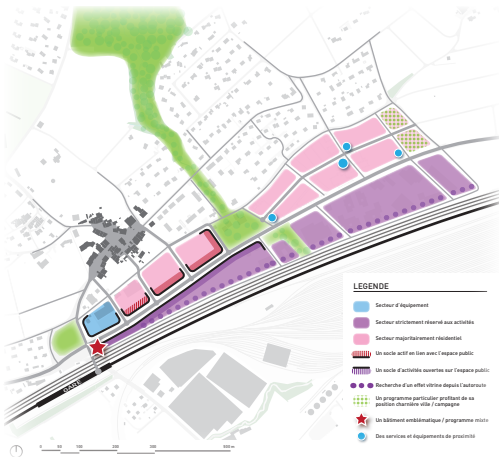 GARE
LEGENDE
Secteur d'équipement
Secteur strictement réservé aux activités
Secteur majoritairement résidentiel
Un socle actif en lien avec l'espace public
Un socle d'activités ouvertes sur l'espace public
Recherche d'un effet vitrine depuis l'autoroute
Un programme particulier profitant de sa
position charnière ville / campagne
Un bâtiment emblématique / programme mixte
Des services et équipements de proximité
0 50 100 200 300 500 m